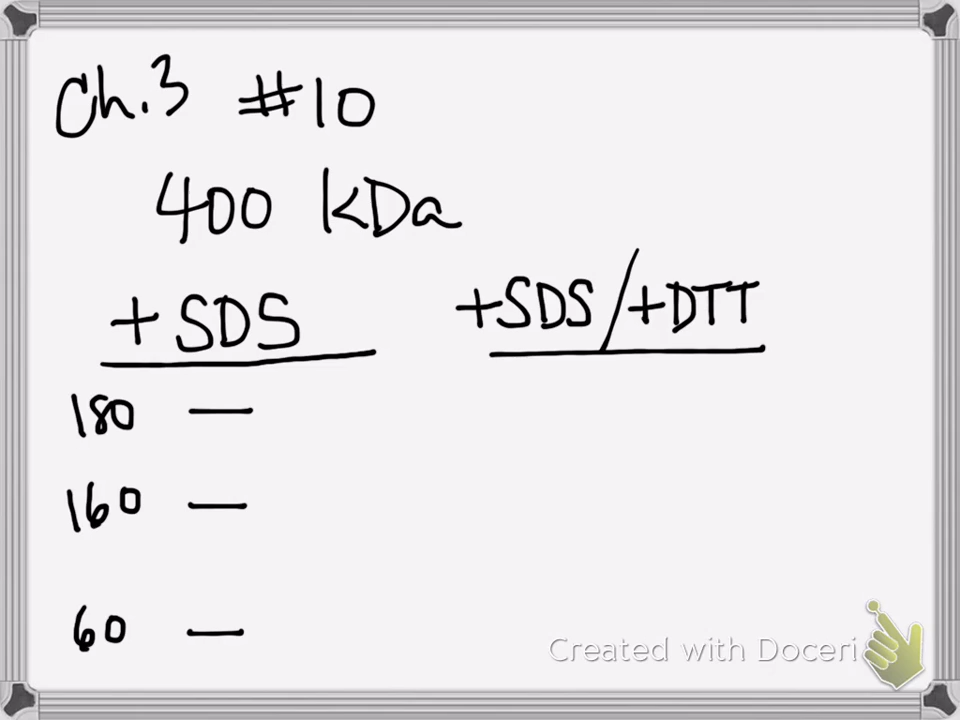 Ch.3 #10
400 kDa
+SDS +SDS/+DTT
180 —
160 —
60 —
Created with Doceri